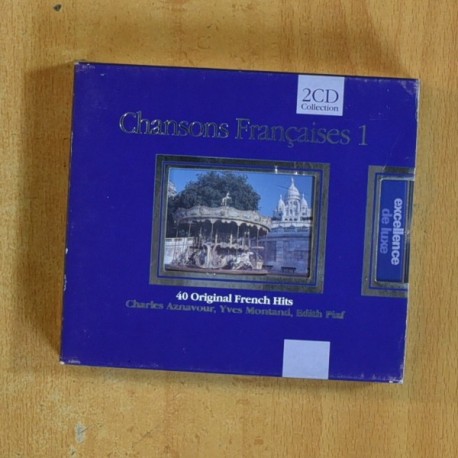 2CD
Collection
Chansons Françaises 1
excellence
de luxe
40 Original French Hits
Charles Aznavour, Yves Montand, Edith Piaf